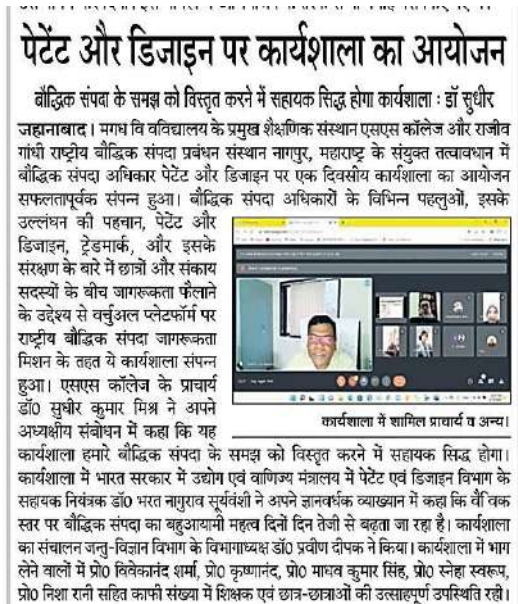 पेटेंट और डिजाइन पर कार्यशाला का आयोजन
बौद्धिक संपदा के समझ को विस्तृत करने में सहायक सिद्ध होगा कार्यशाला : डॉ सुधीर
जहानाबाद। मगध वि वविद्यालय के प्रमुख शैक्षणिक संस्थान एसएस कॉलेज और राजीव
गांधी राष्ट्रीय बौद्धिक संपदा प्रबंधन संस्थान नागपुर, महाराष्ट्र के संयुक्त तत्वावधान में
बौद्धिक संपदा अधिकार पेटेंट और डिजाइन पर एक दिवसीय कार्यशाला का आयोजन
सफलतापूर्वक संपन्न हुआ। बौद्धिक संपदा अधिकारों के विभिन्न पहलुओं, इसके
उल्लंघन की पहचान, पेटेंट और
डिजाइन, ट्रेडमार्क, और इसके
संरक्षण के बारे में छात्रों और संकाय
सदस्यों के बीच जागरूकता फैलाने
के उद्देश्य से वर्चुअल प्लेटफॉर्म पर
राष्ट्रीय बौद्धिक संपदा जागरूकता
मिशन के तहत ये कार्यशाला संपन्न
हुआ। एसएस कॉलेज के प्राचार्य
डॉ0 सुधीर कुमार मिश्र ने अपने
अध्यक्षीय संबोधन में कहा कि यह
कार्यशाला में शामिल प्राचार्य व अन्य।
कार्यशाला हमारे बौद्धिक संपदा के समझ को विस्तृत करने में सहायक सिद्ध होगा।
कार्यशाला में भारत सरकार में उद्योग एवं वाणिज्य मंत्रालय में पेटेंट एवं डिजाइन विभाग के
सहायक नियंत्रक डॉ0 भरत नागुराव सूर्यवंशी ने अपने ज्ञानवर्धक व्याख्यान में कहा कि वै विक
स्तर पर बौद्धिक संपदा का बहुआयामी महत्व दिनों दिन तेजी से बढ़ता जा रहा है। कार्यशाला
का संचालन जन्तु-विज्ञान विभाग के विभागाध्यक्ष डॉ0 प्रवीण दीपक ने किया। कार्यशाला में भाग
लेने वालों में प्रो0 विवेकानंद शर्मा, प्रो0 कृष्णानंद, प्रो0 माधव कुमार सिंह, प्रो0 स्नेहा स्वरूप,
प्रो0 निशा रानी सहित काफी संख्या में शिक्षक एवं छात्र-छात्राओं की उत्साहपूर्ण उपस्थिति रही।